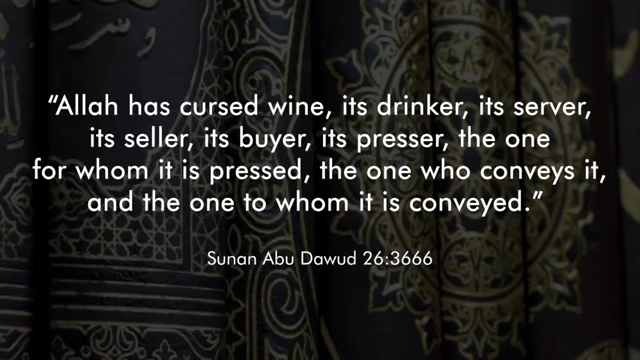 “Allah has cursed wine, its drinker, its server,
its seller, its buyer, its presser, the one
for whom it is pressed, the one who conveys it,
and the one to whom it is conveyed.”
Sunan Abu Dawud 26:3666